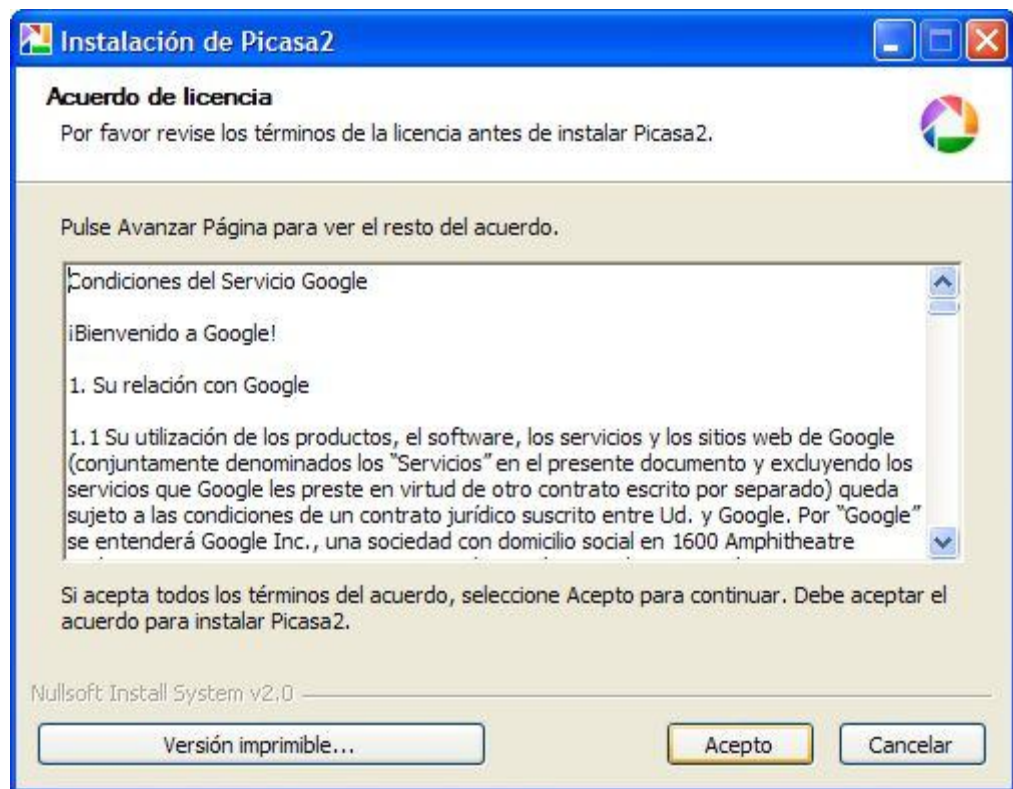 Instalación de Picasa2
Acuerdo de licencia
Por favor revise los términos de la licencia antes de instalar Picasa2.
Pulse Avanzar Página para ver el resto del acuerdo.
Condiciones del Servicio Google
¡Bienvenido a Google!
1. Su relación con Google
1.1 Su utilización de los productos, el software, los servicios y los sitios web de Google
(conjuntamente denominados los “Servicios” en el presente documento y excluyendo los
servicios que Google les preste en virtud de otro contrato escrito por separado) queda
sujeto a las condiciones de un contrato jurídico suscrito entre Ud. y Google. Por “Google”
se entenderá Google Inc., una sociedad con domicilio social en 1600 Amphitheatre
Si acepta todos los términos del acuerdo, seleccione Acepto para continuar. Debe aceptar el
acuerdo para instalar Picasa2.
Nullsoft Install System v2.0
Versión imprimible...
Acepto
Cancelar